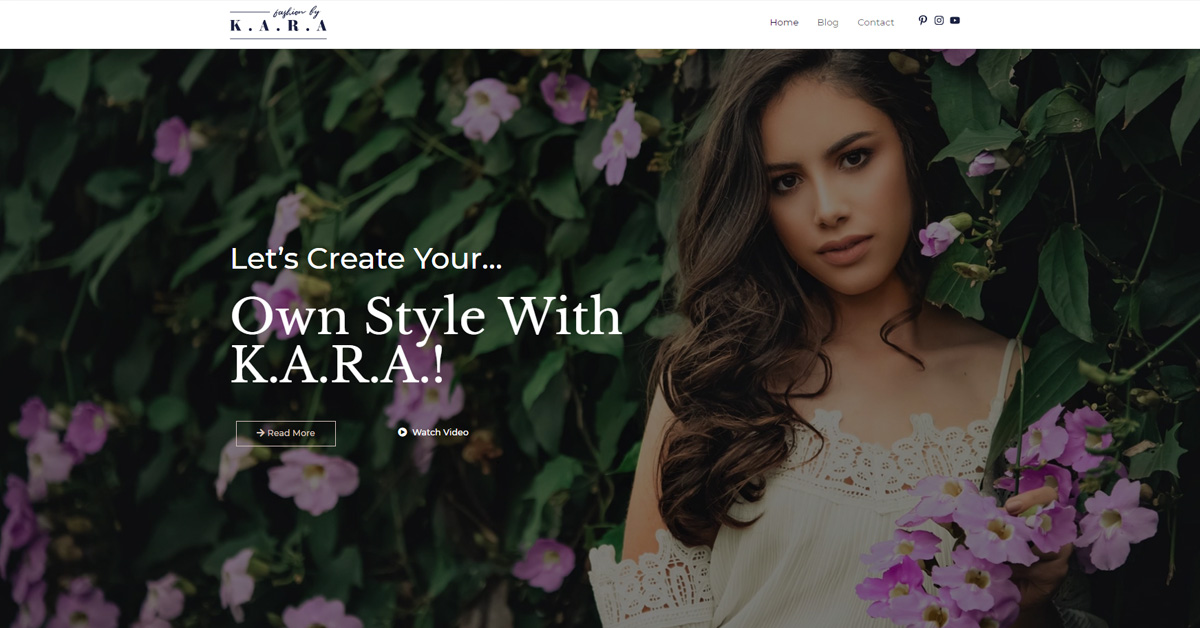 fashion by
K.A.R.A
Home Blog Contact
Let's Create Your...
Own Style With
K.A.R.A.!
Read More Watch Video